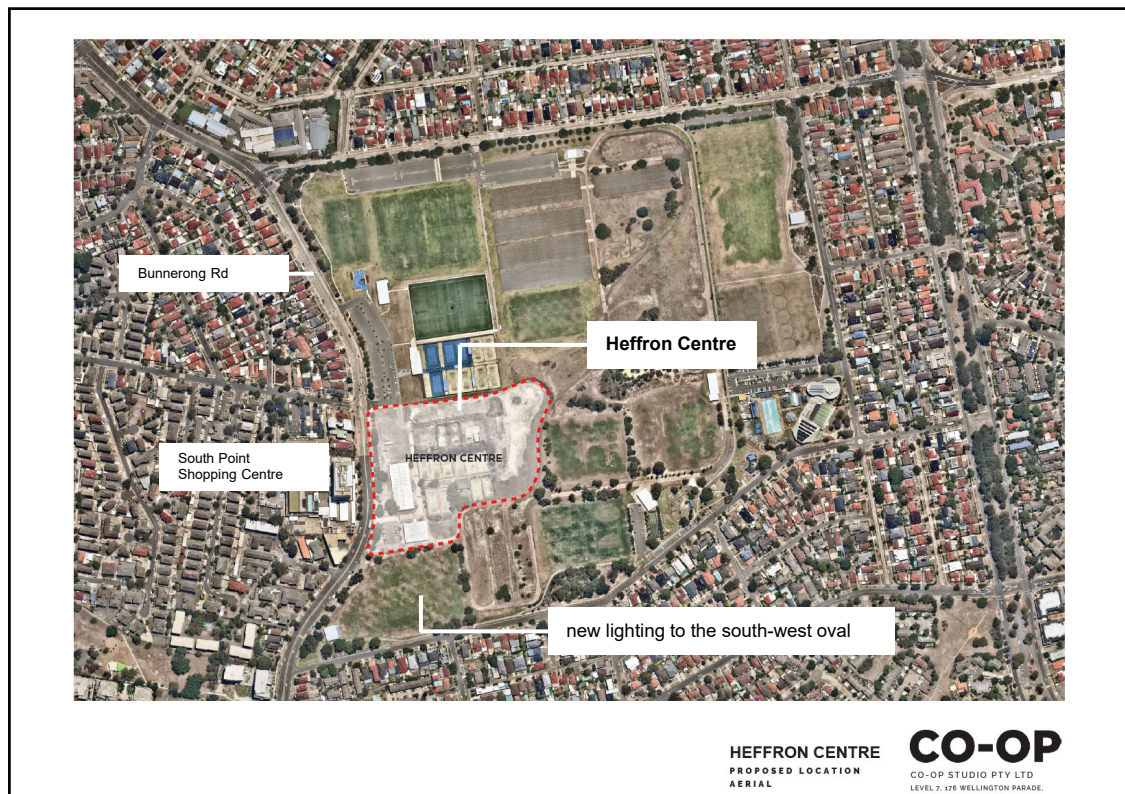 Bunnerong Rd
Heffron Centre
South Point
Shopping Centre
HEFFRON CENTRE
new lighting to the south-west oval
HEFFRON CENTRE
PROPOSED LOCATION
AERIAL
CO-OP
CO-OP STUDIO PTY LTD
LEVEL 7, 176 WELLINGTON PARADE,